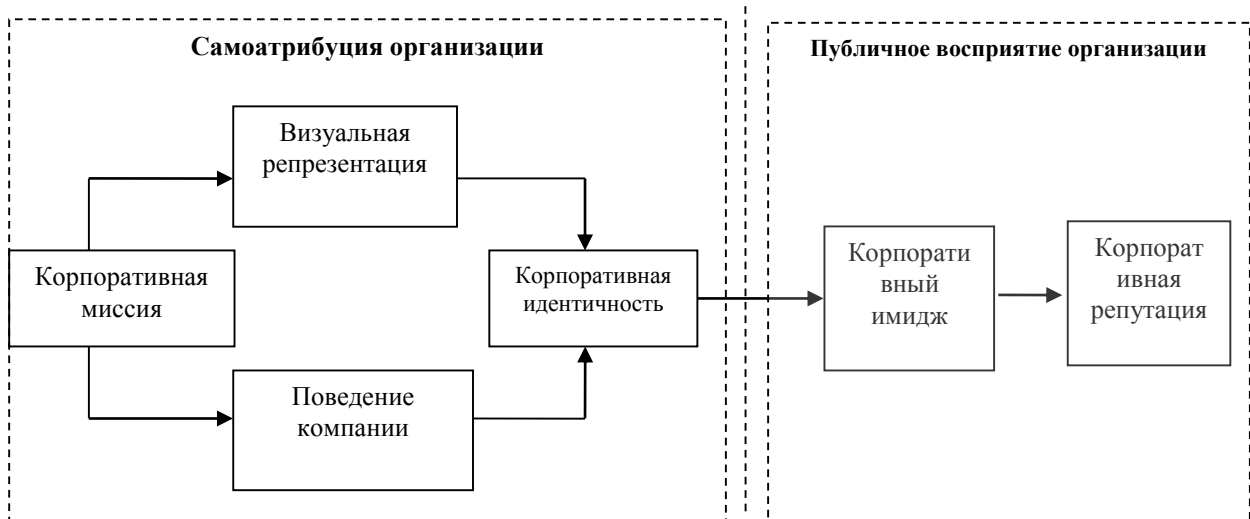 Самоатрибуция организации
Публичное восприятие организации
Визуальная
репрезентация
Корпоративная
миссия
Корпоративная
идентичность
Поведение
компании
Корпорати
вный
имидж
Корпорат
ивная
репутация